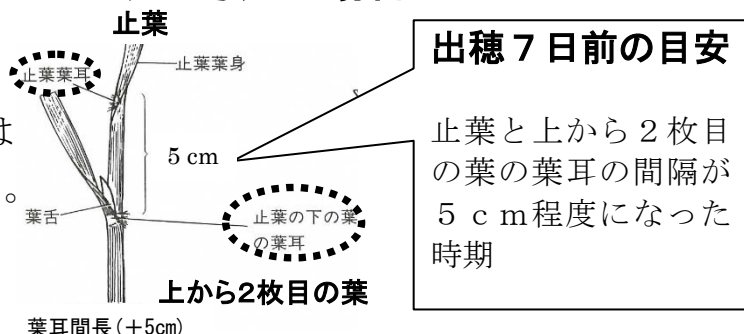 止葉
止葉葉耳
止葉葉身
は
5 cm
。
葉舌
止葉の下の葉
の葉耳
上から2枚目の葉
葉耳間長(+5cm)
出穂7日前の目安
止葉と上から2枚目
の葉の葉耳の間隔が
5cm程度になった
時期